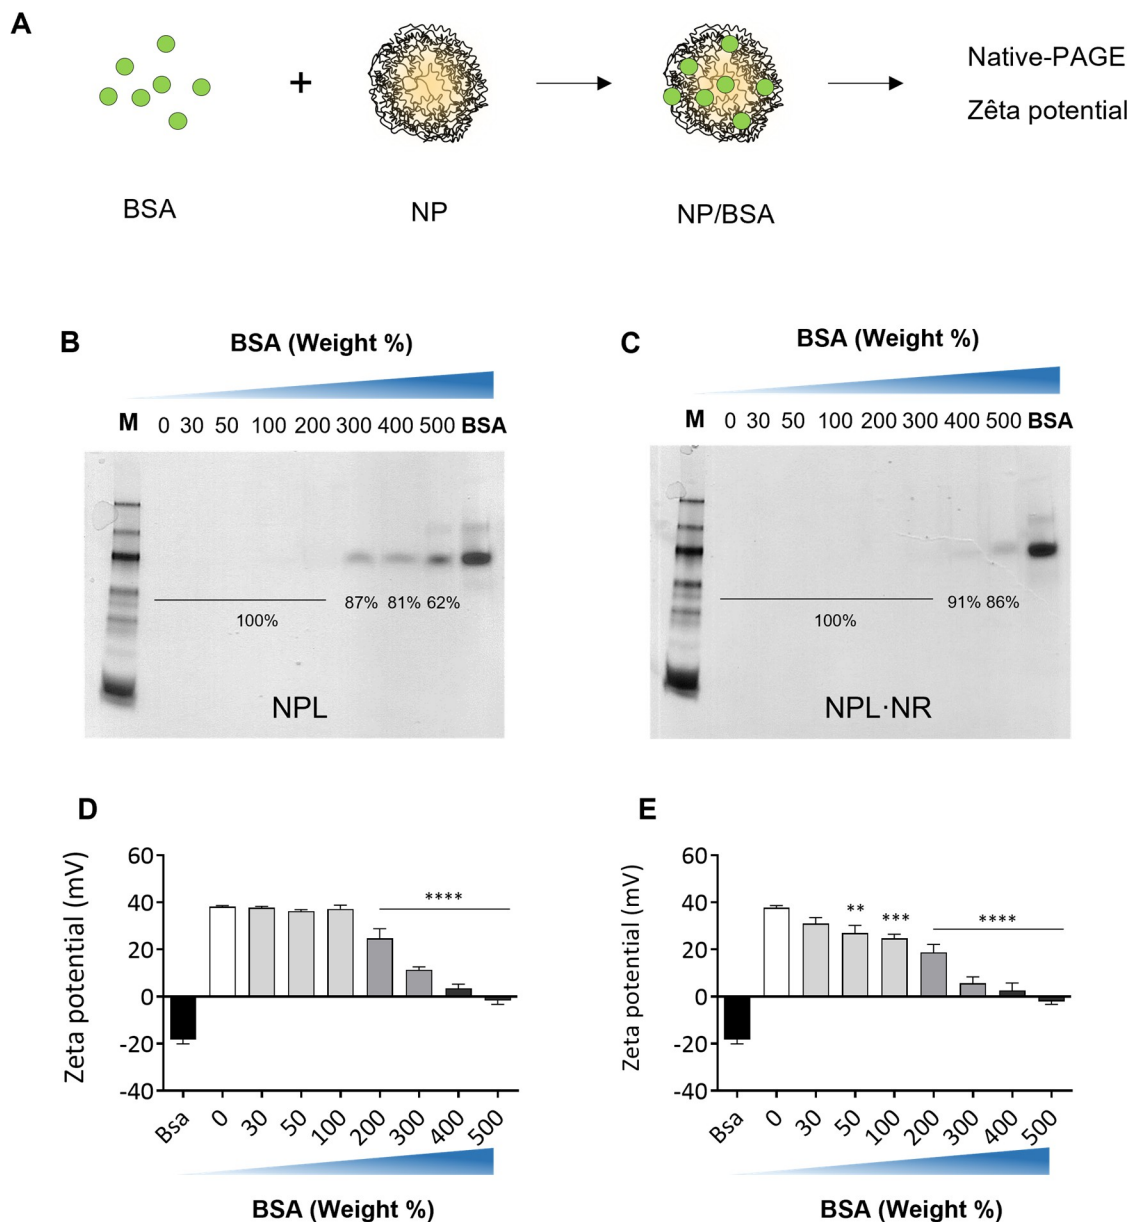 A
+
Native-PAGE
Zêta potential
BSA
NP
NP/BSA
B
BSA (Weight %)
M 0 30 50 100 200 300 400 500 BSA
87% 81% 62%
100%
NPL
C
BSA (Weight %)
M 0 30 50 100 200 300 400 500 BSA
91% 86%
100%
NPL·NR
D
Zeta potential (mV)
60
40
20
0
-20
-40
****
Bsa 0 30 50 100 200 300 400 500
BSA (Weight %)
E
Zeta potential (mV)
60
40
20
0
-20
-40
** *** ****
Bsa 0 30 50 100 200 300 400 500
BSA (Weight %)